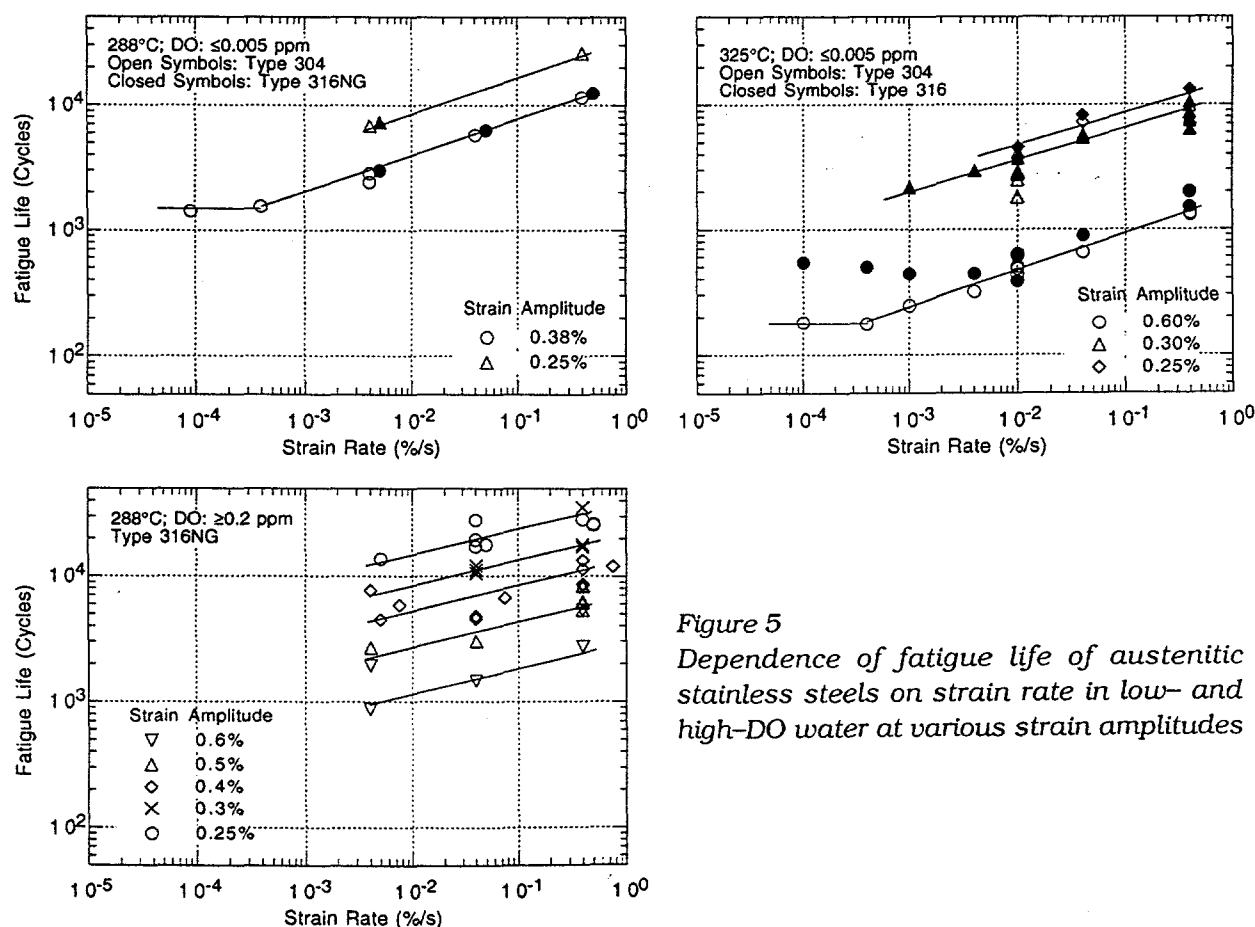 288°C; DO: ≤0.005 ppm
Open Symbols: Type 304
Closed Symbols: Type 316NG
Fatigue Life (Cycles)
10^4
10^3
10^2
Strain Amplitude
0.38%
0.25%
10^-5 10^-4 10^-3 10^-2 10^-1 10^0
Strain Rate (%/s)
325°C; DO: ≤0.005 ppm
Open Symbols: Type 304
Closed Symbols: Type 316
Strain Amplitude
0.60%
0.30%
0.25%
10^-5 10^-4 10^-3 10^-2 10^-1 10^0
Strain Rate (%/s)
288°C; DO: ≥0.2 ppm
Type 316NG
Fatigue Life (Cycles)
10^4
10^3
10^2
Strain Amplitude
0.6%
0.5%
0.4%
0.3%
0.25%
10^-5 10^-4 10^-3 10^-2 10^-1 10^0
Strain Rate (%/s)
Figure 5
Dependence of fatigue life of austenitic
stainless steels on strain rate in low– and
high–DO water at various strain amplitudes